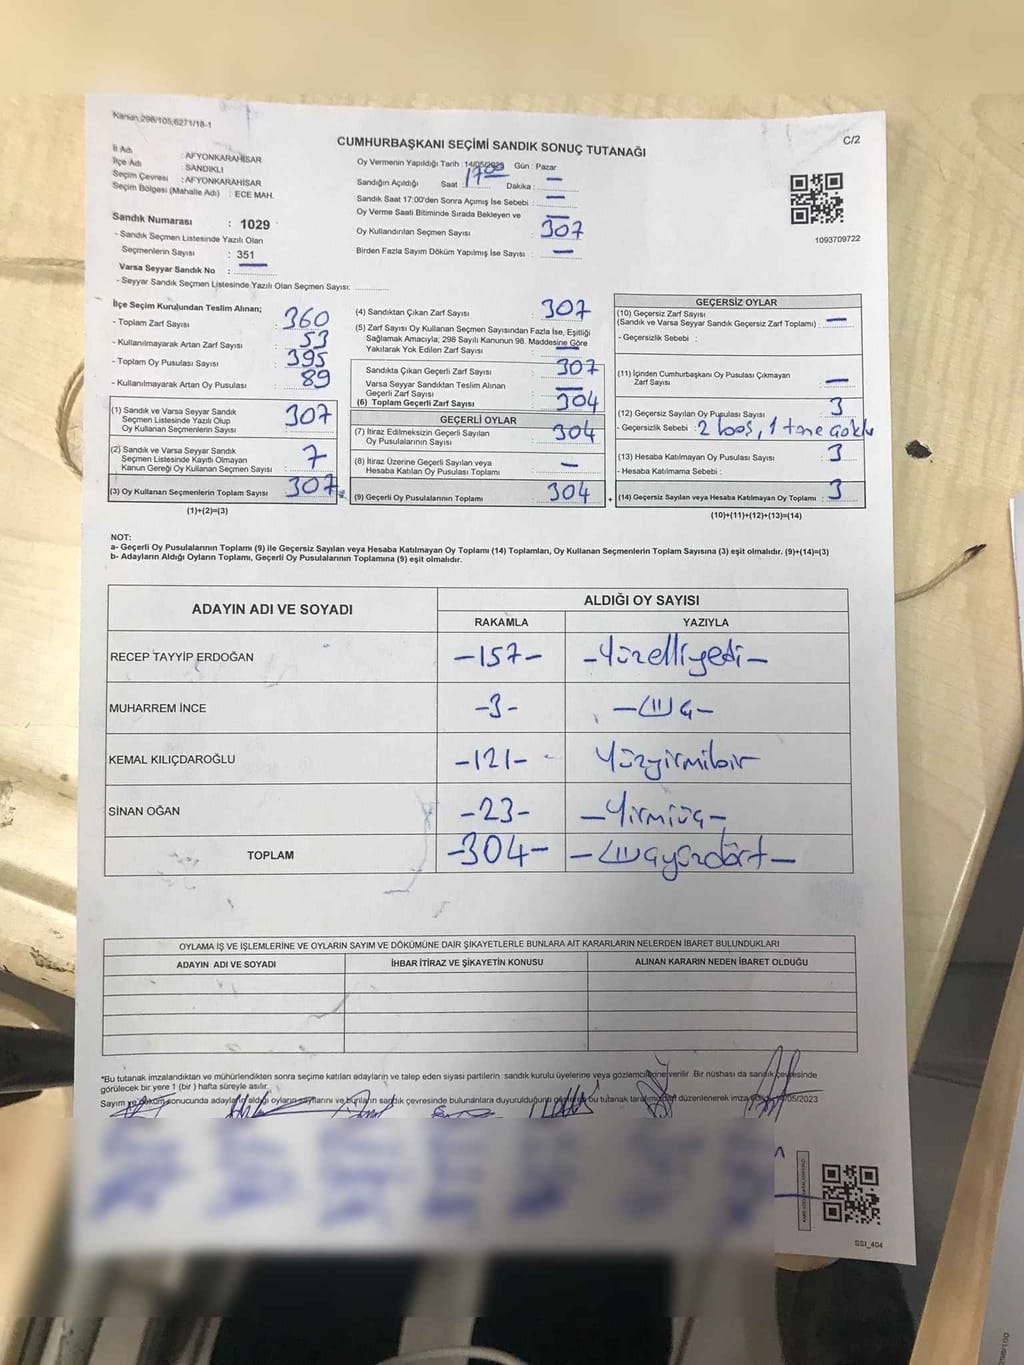 Kanun,298/105,6271/18-1
C/2
CUMHURBAŞKANI SEÇİMİ SANDIK SONUÇ TUTANAĞI
İl Adı : AFYONKARAHİSAR
İlçe Adı : SANDIKLI
Seçim Çevresi : AFYONKARAHİSAR
Seçim Bölgesi (Mahalle Adı) : ECE MAH.
Sandık Numarası : 1029
- Sandık Seçmen Listesinde Yazılı Olan
Seçmenlerin Sayısı : 351
Varsa Seyyar Sandık No : —
- Seyyar Sandık Seçmen Listesinde Yazılı Olan Seçmen Sayısı:
Oy Vermenin Yapıldığı Tarih : 14/05/2023 Gün : Pazar
Sandığın Açıldığı Saat : 17:00 Dakika : —
Sandık Saat 17:00'den Sonra Açımış İse Sebebi : —
Oy Verme Saati Bitiminde Sırada Bekleyen ve
Oy Kullandırılan Seçmen Sayısı : 307
Birden Fazla Sayım Döküm Yapılmış İse Sayısı : —
1093709722
İlçe Seçim Kurulundan Teslim Alınan;
- Toplam Zarf Sayısı : 360
- Kullanılmayarak Artan Zarf Sayısı : 53
- Toplam Oy Pusulası Sayısı : 395
- Kullanılmayarak Artan Oy Pusulası : 89
(1) Sandık ve Varsa Seyyar Sandık
Seçmen Listesinde Yazılı Olup
Oy Kullanan Seçmenlerin Sayısı : 307
(2) Sandık ve Varsa Seyyar Sandık
Seçmen Listesinde Kayıtlı Olmayan
Kanun Gereği Oy Kullanan Seçmen Sayısı : 7
(3) Oy Kullanan Seçmenlerin Toplam Sayısı : 307
(1)+(2)=(3)
(4) Sandıktan Çıkan Zarf Sayısı : 307
(5) Zarf Sayısı Oy Kullanan Seçmen Sayısından Fazla İse, Eşitliği
Sağlamak Amacıyla; 298 Sayılı Kanunun 98. Maddesine Göre
Yakılarak Yok Edilen Zarf Sayısı : —
Sandıkta Çıkan Geçerli Zarf Sayısı : 307
Varsa Seyyar Sandıktan Teslim Alınan
Geçerli Zarf Sayısı : —
(6) Toplam Geçerli Zarf Sayısı : 304
GEÇERLİ OYLAR
(7) İtiraz Edilmeksizin Geçerli Sayılan
Oy Pusulalarının Sayısı : 304
(8) İtiraz Üzerine Geçerli Sayılan veya
Hesaba Katılan Oy Pusulası Toplamı : —
(9) Geçerli Oy Pusulalarının Toplamı : 304
GEÇERSİZ OYLAR
(10) Geçersiz Zarf Sayısı
(Sandık ve Varsa Seyyar Sandık Geçersiz Zarf Toplamı) : —
- Geçersizlik Sebebi :
(11) İçinden Cumhurbaşkanı Oy Pusulası Çıkmayan
Zarf Sayısı : —
(12) Geçersiz Sayılan Oy Pusulası Sayısı : 3
- Geçersizlik Sebebi : 2 boş, 1 tane çoklu
(13) Hesaba Katılmayan Oy Pusulası Sayısı : 3
- Hesaba Katılmama Sebebi :
+ (14) Geçersiz Sayılan veya Hesaba Katılmayan Oy Toplamı : 3
(10)+(11)+(12)+(13)=(14)
NOT:
a- Geçerli Oy Pusulalarının Toplamı (9) ile Geçersiz Sayılan veya Hesaba Katılmayan Oy Toplamı (14) Toplamları, Oy Kullanan Seçmenlerin Toplam Sayısına (3) eşit olmalıdır. (9)+(14)=(3)
b- Adayların Aldığı Oyların Toplamı, Geçerli Oy Pusulalarının Toplamına (9) eşit olmalıdır.
ADAYIN ADI VE SOYADI ALDIĞI OY SAYISI
RAKAMLA YAZIYLA
RECEP TAYYİP ERDOĞAN -157- -Yüzelliyedi-
MUHARREM İNCE -3- -Üç-
KEMAL KILIÇDAROĞLU -121- Yüzyirmibir
SİNAN OĞAN -23- -Yirmiüç-
TOPLAM -304- -Üçyüzdört-
OYLAMA İŞ VE İŞLEMLERİNE VE OYLARIN SAYIM VE DÖKÜMÜNE DAİR ŞİKAYETLERLE BUNLARA AİT KARARLARIN NELERDEN İBARET BULUNDUKLARI
ADAYIN ADI VE SOYADI İHBAR İTİRAZ VE ŞİKAYETİN KONUSU ALINAN KARARIN NEDEN İBARET OLDUĞU
*Bu tutanak imzalandıktan ve mühürlendikten sonra seçime katılan adayların ve talep eden siyasi partilerin sandık kurulu üyelerine veya gözlemcilerine verilir. Bir nüshası da sandık çevresinde
görülecek bir yere 1 (bir) hafta süreyle asılır.
Sayım ve döküm sonucunda adayların aldığı oyların sayılarını ve bunların sandık çevresinde bulunanlara duyurulduğunu gösterir bu tutanak tarafımızdan düzenlenerek imza 05/2023
SSI_404